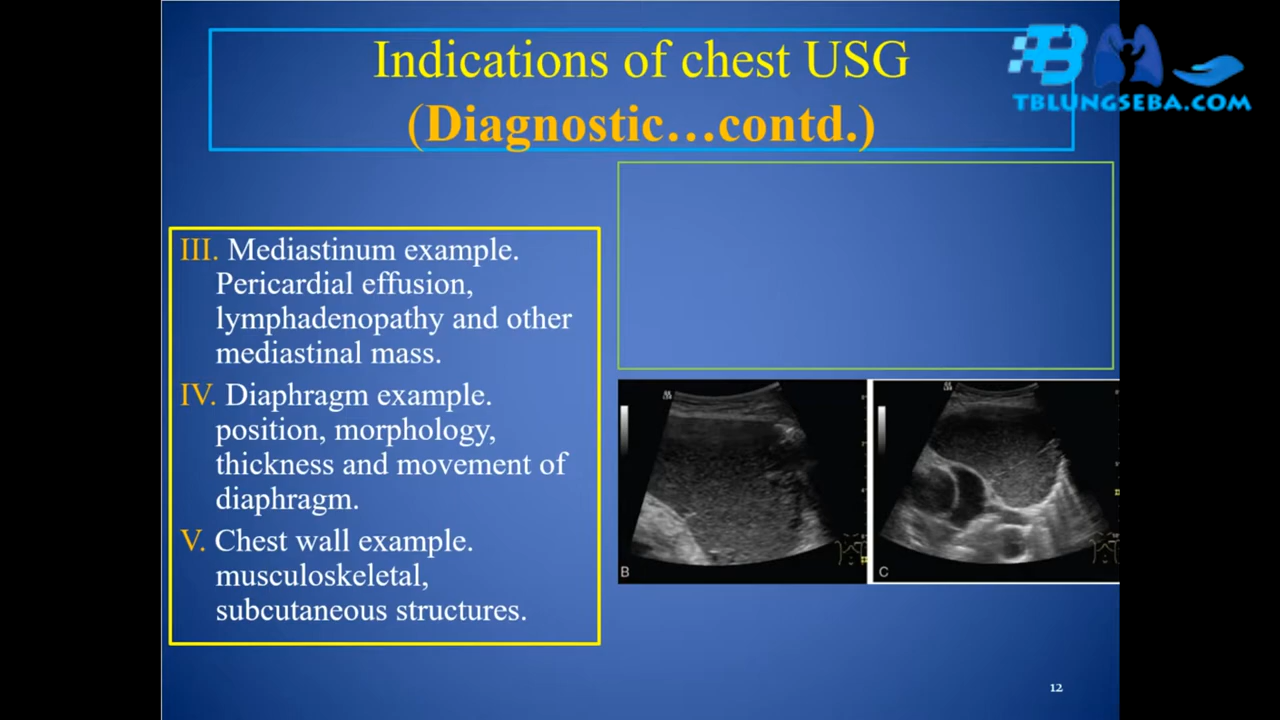 Indications of chest USG
(Diagnostic…contd.)
TBLUNGSEBA.COM
III. Mediastinum example.
Pericardial effusion,
lymphadenopathy and other
mediastinal mass.
IV. Diaphragm example.
position, morphology,
thickness and movement of
diaphragm.
V. Chest wall example.
musculoskeletal,
subcutaneous structures.
B
C
12